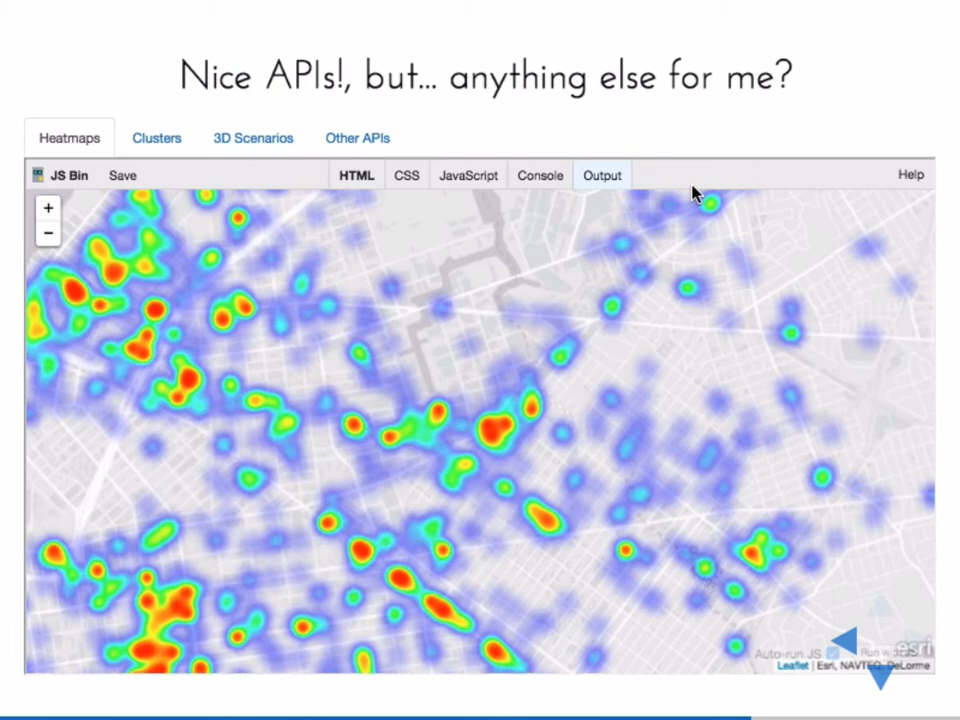 Nice APIs!, but... anything else for me?
Heatmaps Clusters 3D Scenarios Other APIs
JS Bin Save HTML CSS JavaScript Console Output Help
+
−
esri
Auto-run JS Run
Leaflet | Esri, NAVTEQ, DeLorme